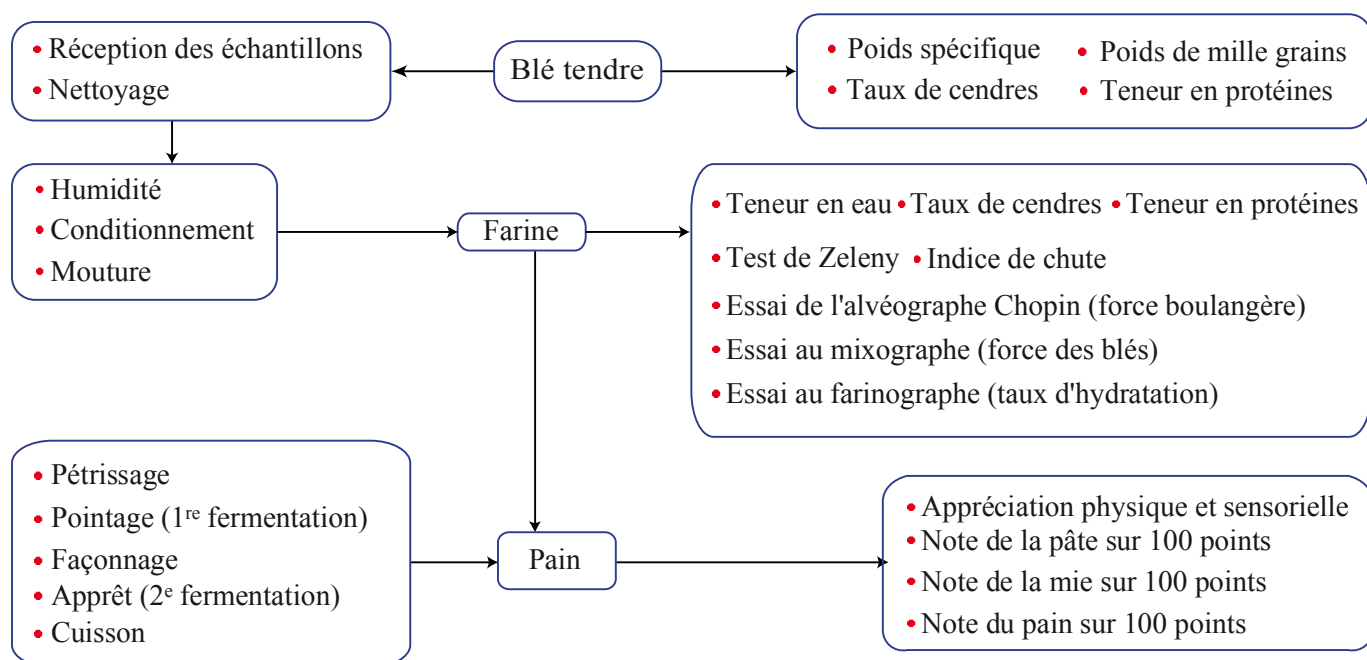 • Réception des échantillons
• Nettoyage
Blé tendre
• Poids spécifique • Poids de mille grains
• Taux de cendres • Teneur en protéines
• Humidité
• Conditionnement
• Mouture
Farine
• Teneur en eau • Taux de cendres • Teneur en protéines
• Test de Zeleny • Indice de chute
• Essai de l'alvéographe Chopin (force boulangère)
• Essai au mixographe (force des blés)
• Essai au farinographe (taux d'hydratation)
• Pétrissage
• Pointage (1re fermentation)
• Façonnage
• Apprêt (2e fermentation)
• Cuisson
Pain
• Appréciation physique et sensorielle
• Note de la pâte sur 100 points
• Note de la mie sur 100 points
• Note du pain sur 100 points